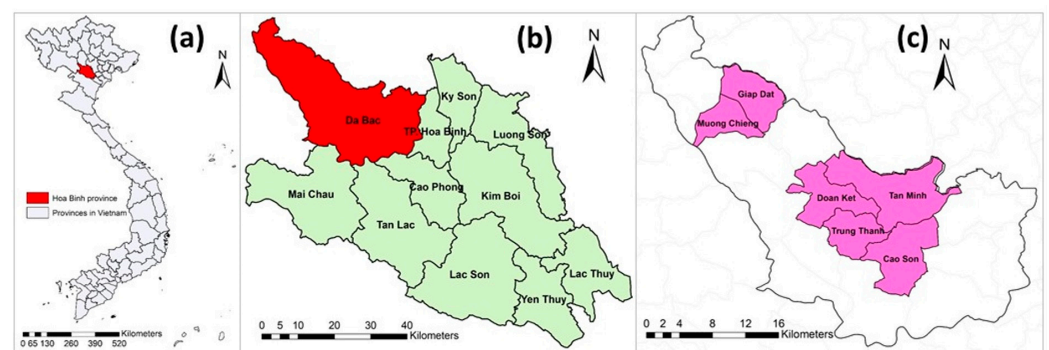 (a)
N
Hoa Binh province
Provinces in Vietnam
Kilometers
0 65 130 260 390 520
(b)
N
Da Bac
Ky Son
TP Hoa Binh
Luong Son
Mai Chau
Cao Phong
Kim Boi
Tan Lac
Lac Son
Lac Thuy
Yen Thuy
0 5 10 20 30 40
Kilometers
(c)
N
Giap Dat
Muong Chieng
Doan Ket
Tan Minh
Trung Thanh
Cao Son
0 2 4 8 12 16
Kilometers